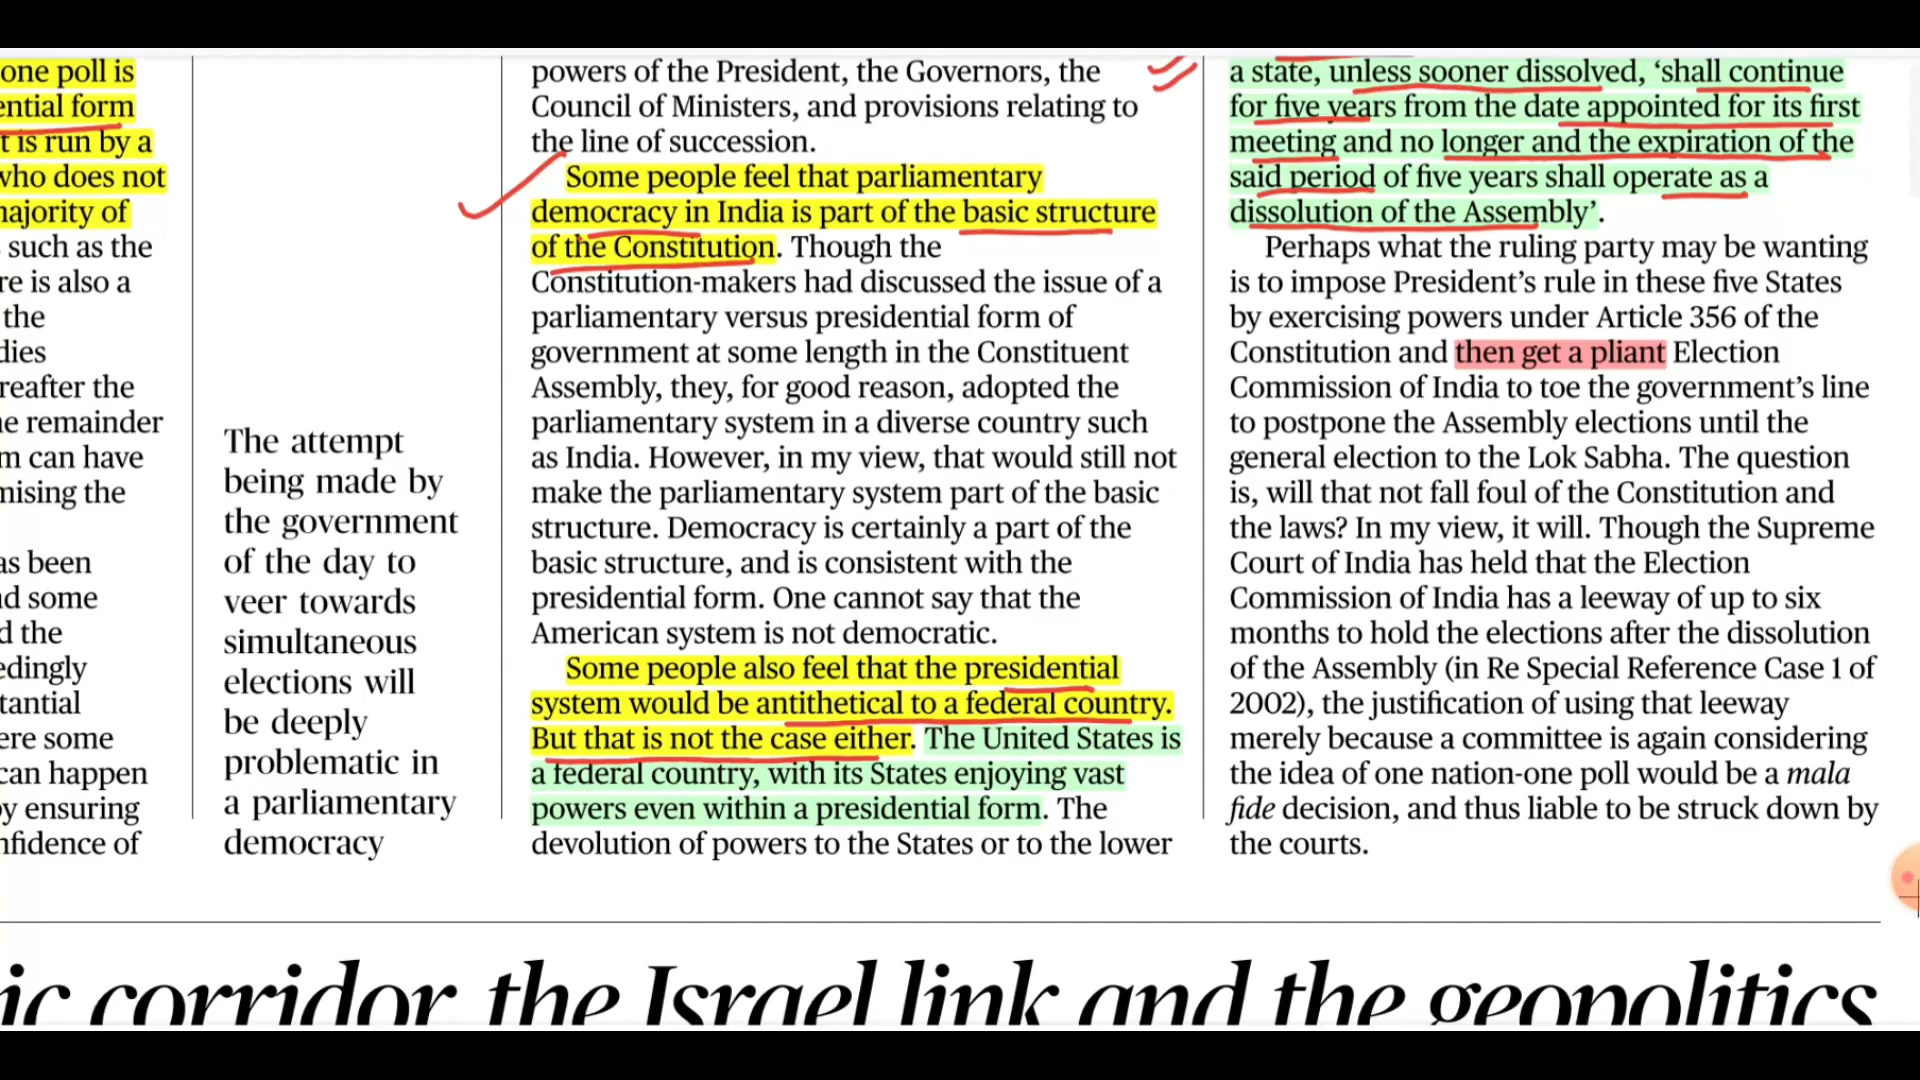 one poll is
ential form
t is run by a
who does not
najority of
such as the
re is also a
the
dies
reafter the
e remainder
m can have
nising the
as been
d some
d the
edingly
tantial
ere some
can happen
y ensuring
nfidence of
The attempt
being made by
the government
of the day to
veer towards
simultaneous
elections will
be deeply
problematic in
a parliamentary
democracy
powers of the President, the Governors, the
Council of Ministers, and provisions relating to
the line of succession.
Some people feel that parliamentary
democracy in India is part of the basic structure
of the Constitution. Though the
Constitution-makers had discussed the issue of a
parliamentary versus presidential form of
government at some length in the Constituent
Assembly, they, for good reason, adopted the
parliamentary system in a diverse country such
as India. However, in my view, that would still not
make the parliamentary system part of the basic
structure. Democracy is certainly a part of the
basic structure, and is consistent with the
presidential form. One cannot say that the
American system is not democratic.
Some people also feel that the presidential
system would be antithetical to a federal country.
But that is not the case either. The United States is
a federal country, with its States enjoying vast
powers even within a presidential form. The
devolution of powers to the States or to the lower
a state, unless sooner dissolved, ‘shall continue
for five years from the date appointed for its first
meeting and no longer and the expiration of the
said period of five years shall operate as a
dissolution of the Assembly’.
Perhaps what the ruling party may be wanting
is to impose President’s rule in these five States
by exercising powers under Article 356 of the
Constitution and then get a pliant Election
Commission of India to toe the government’s line
to postpone the Assembly elections until the
general election to the Lok Sabha. The question
is, will that not fall foul of the Constitution and
the laws? In my view, it will. Though the Supreme
Court of India has held that the Election
Commission of India has a leeway of up to six
months to hold the elections after the dissolution
of the Assembly (in Re Special Reference Case 1 of
2002), the justification of using that leeway
merely because a committee is again considering
the idea of one nation-one poll would be a mala
fide decision, and thus liable to be struck down by
the courts.
ic corridor, the Israel link and the geopolitics